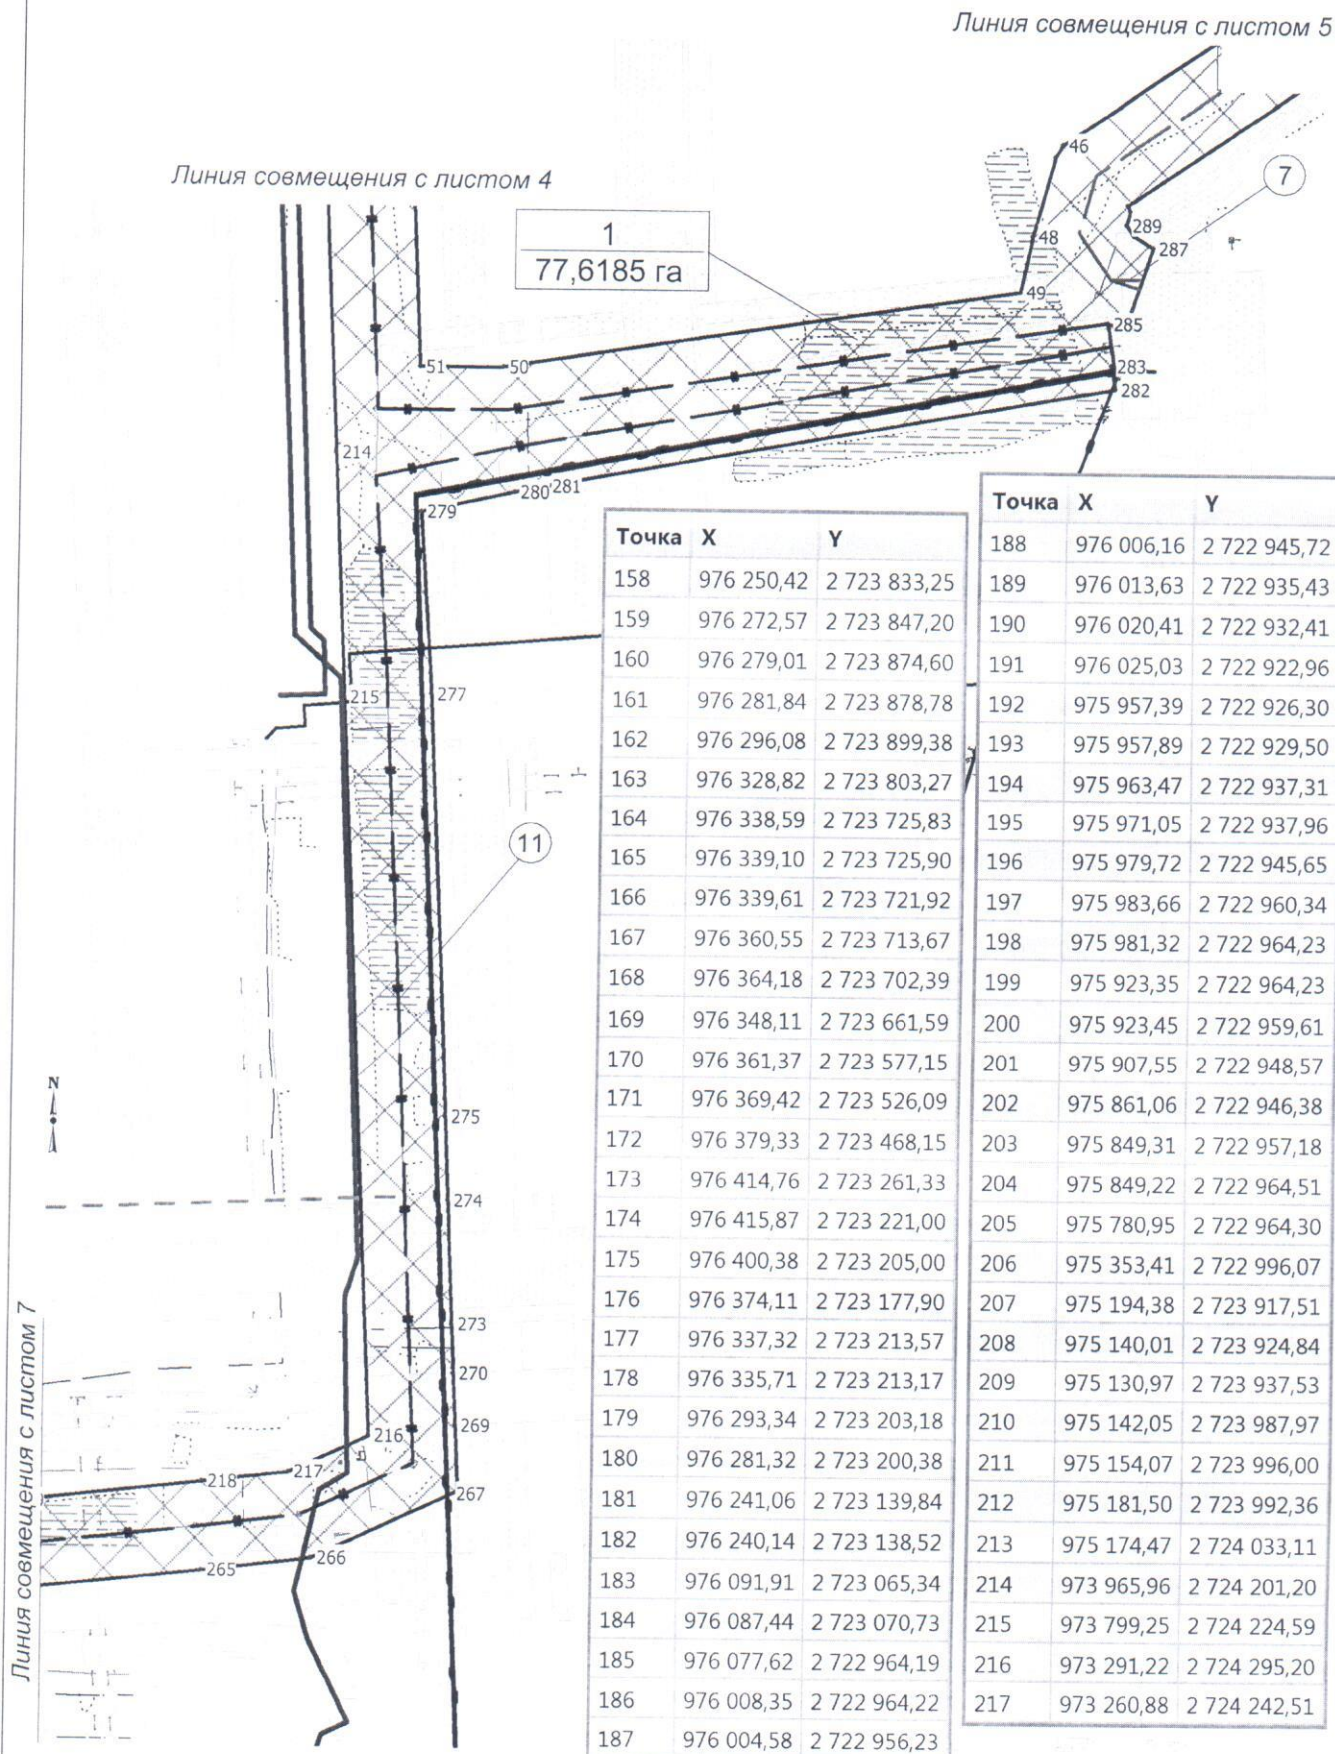 Линия совмещения с листом 5
46
7
Линия совмещения с листом 4
1
77,6185 га
289
287
48
49
285
51
50
283
282
214
280
281
279
215
277
11
N
275
274
273
270
269
216
217
218
267
266
265
Линия совмещения с листом 7
Точка X Y
158 976 250,42 2 723 833,25
159 976 272,57 2 723 847,20
160 976 279,01 2 723 874,60
161 976 281,84 2 723 878,78
162 976 296,08 2 723 899,38
163 976 328,82 2 723 803,27
164 976 338,59 2 723 725,83
165 976 339,10 2 723 725,90
166 976 339,61 2 723 721,92
167 976 360,55 2 723 713,67
168 976 364,18 2 723 702,39
169 976 348,11 2 723 661,59
170 976 361,37 2 723 577,15
171 976 369,42 2 723 526,09
172 976 379,33 2 723 468,15
173 976 414,76 2 723 261,33
174 976 415,87 2 723 221,00
175 976 400,38 2 723 205,00
176 976 374,11 2 723 177,90
177 976 337,32 2 723 213,57
178 976 335,71 2 723 213,17
179 976 293,34 2 723 203,18
180 976 281,32 2 723 200,38
181 976 241,06 2 723 139,84
182 976 240,14 2 723 138,52
183 976 091,91 2 723 065,34
184 976 087,44 2 723 070,73
185 976 077,62 2 722 964,19
186 976 008,35 2 722 964,22
187 976 004,58 2 722 956,23
Точка X Y
188 976 006,16 2 722 945,72
189 976 013,63 2 722 935,43
190 976 020,41 2 722 932,41
191 976 025,03 2 722 922,96
192 975 957,39 2 722 926,30
193 975 957,89 2 722 929,50
194 975 963,47 2 722 937,31
195 975 971,05 2 722 937,96
196 975 979,72 2 722 945,65
197 975 983,66 2 722 960,34
198 975 981,32 2 722 964,23
199 975 923,35 2 722 964,23
200 975 923,45 2 722 959,61
201 975 907,55 2 722 948,57
202 975 861,06 2 722 946,38
203 975 849,31 2 722 957,18
204 975 849,22 2 722 964,51
205 975 780,95 2 722 964,30
206 975 353,41 2 722 996,07
207 975 194,38 2 723 917,51
208 975 140,01 2 723 924,84
209 975 130,97 2 723 937,53
210 975 142,05 2 723 987,97
211 975 154,07 2 723 996,00
212 975 181,50 2 723 992,36
213 975 174,47 2 724 033,11
214 973 965,96 2 724 201,20
215 973 799,25 2 724 224,59
216 973 291,22 2 724 295,20
217 973 260,88 2 724 242,51